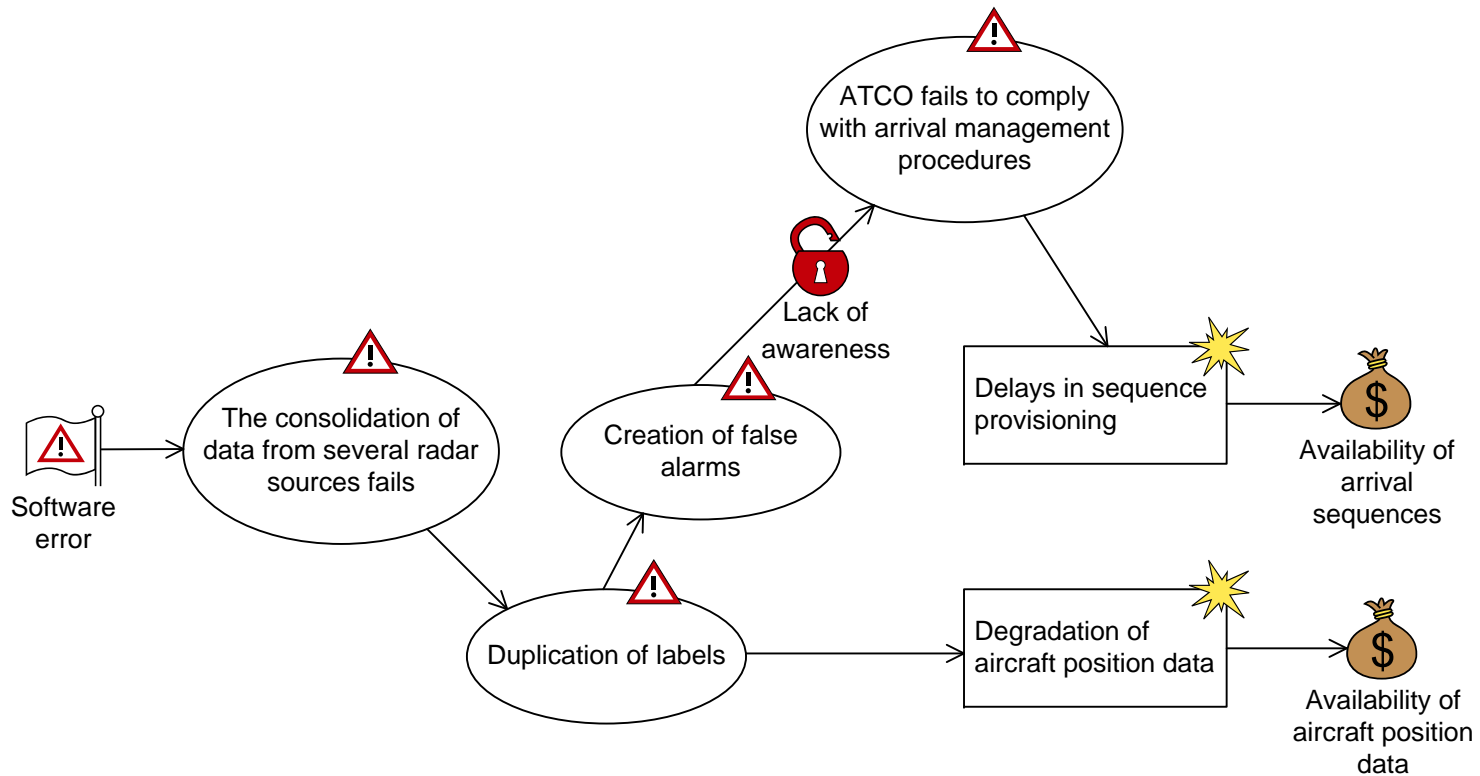 ATCO fails to comply
with arrival management
procedures
Lack of
awareness
The consolidation of
data from several radar
sources fails
Software
error
Creation of false
alarms
Delays in sequence
provisioning
$
Availability of
arrival
sequences
Duplication of labels
Degradation of
aircraft position data
$
Availability of
aircraft position
data